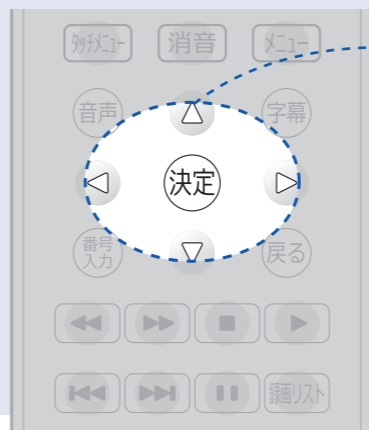 ﾀｯﾁﾒﾆｭｰ 消音 メニュー
音声 字幕
決定
番号
入力
戻る
録画リスト